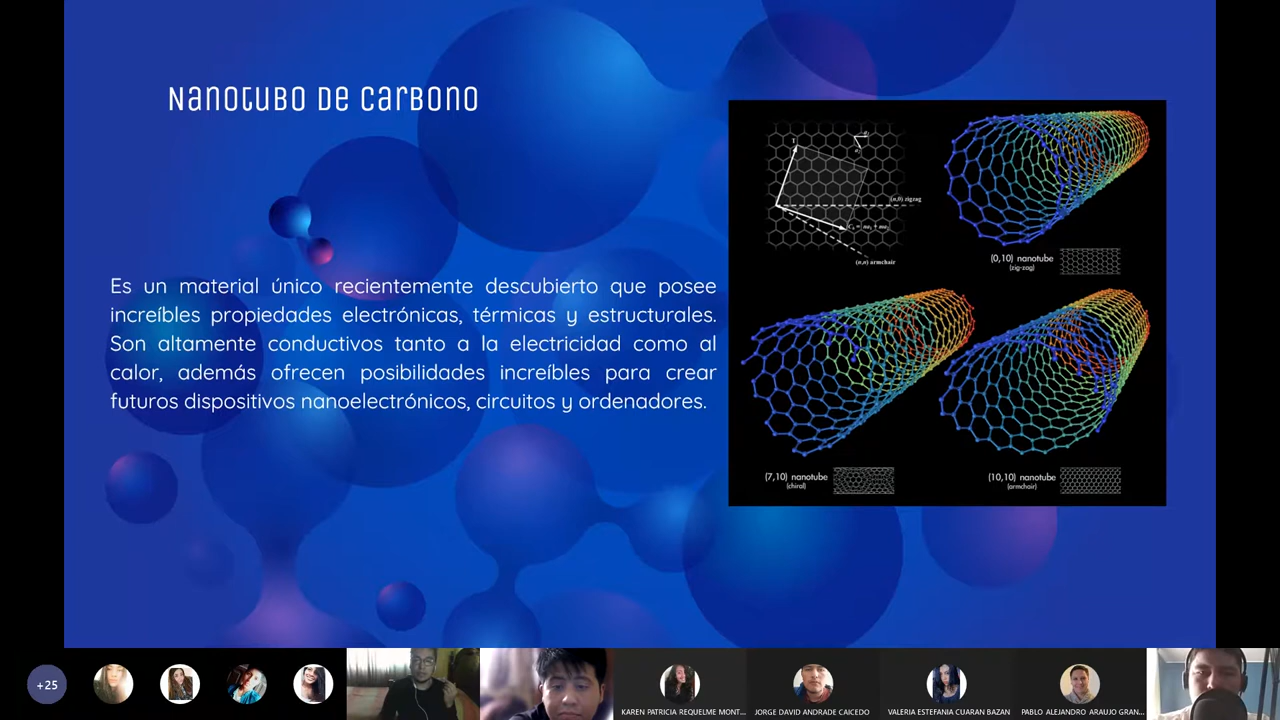 Nanotubo de carbono
Es un material único recientemente descubierto que posee
increíbles propiedades electrónicas, térmicas y estructurales.
Son altamente conductivos tanto a la electricidad como al
calor, además ofrecen posibilidades increíbles para crear
futuros dispositivos nanoelectrónicos, circuitos y ordenadores.
T
(n,0) zigzag
(n,n) armchair
(0,10) nanotube
(zig-zag)
(7,10) nanotube
(chiral)
(10,10) nanotube
(armchair)
+25
KAREN PATRICIA REQUELME MONT...
JORGE DAVID ANDRADE CAICEDO
VALERIA ESTEFANIA CUARAN BAZAN
PABLO ALEJANDRO ARAUJO GRAN...